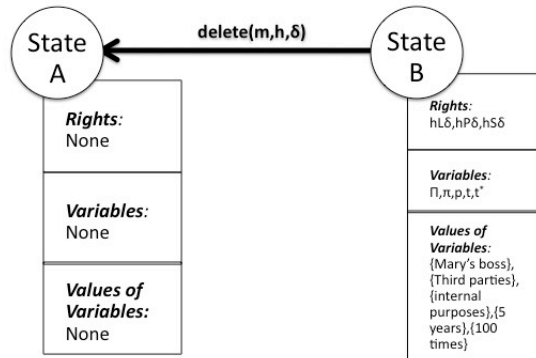 State
A
delete(m,h,δ)
State
B
Rights:
None
Variables:
None
Values of
Variables:
None
Rights:
hLδ,hPδ,hSδ
Variables:
Π,π,p,t,t*
Values of
Variables:
{Mary's boss},
{Third parties},
{internal
purposes},{5
years},{100
times}